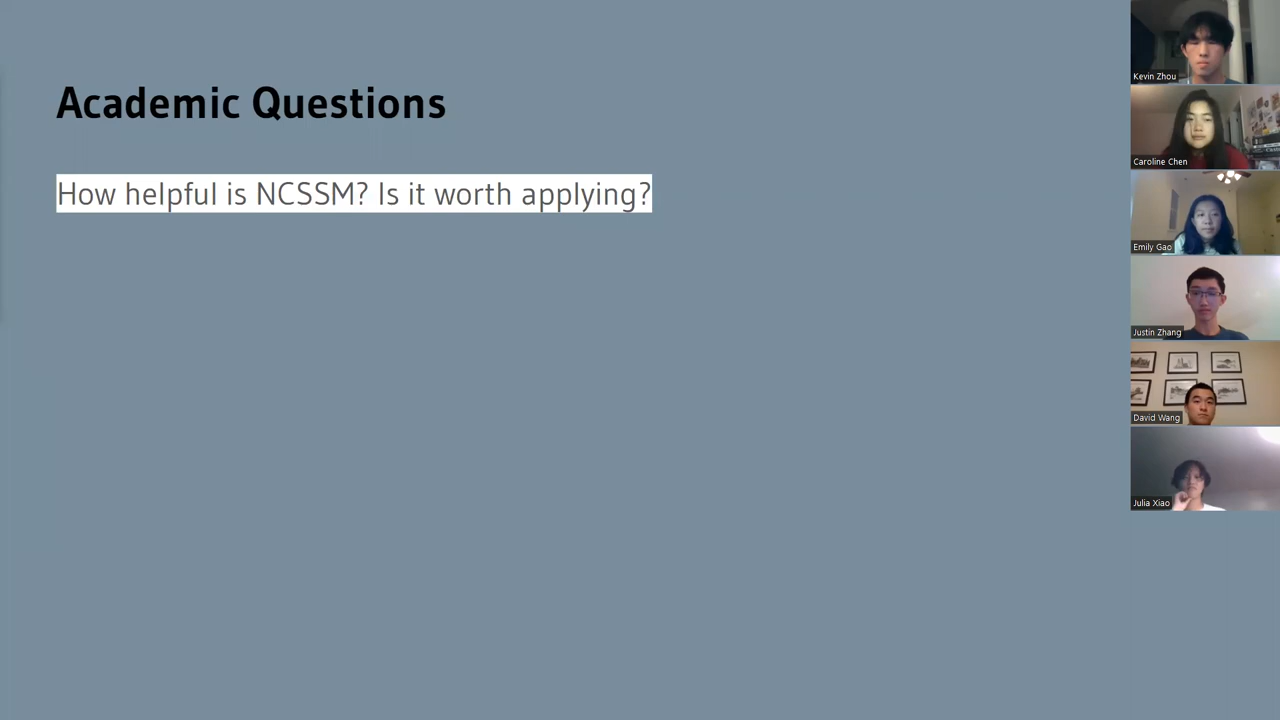 Academic Questions
How helpful is NCSSM? Is it worth applying?
Kevin Zhou
Caroline Chen
Emily Gao
Justin Zhang
David Wang
Julia Xiao